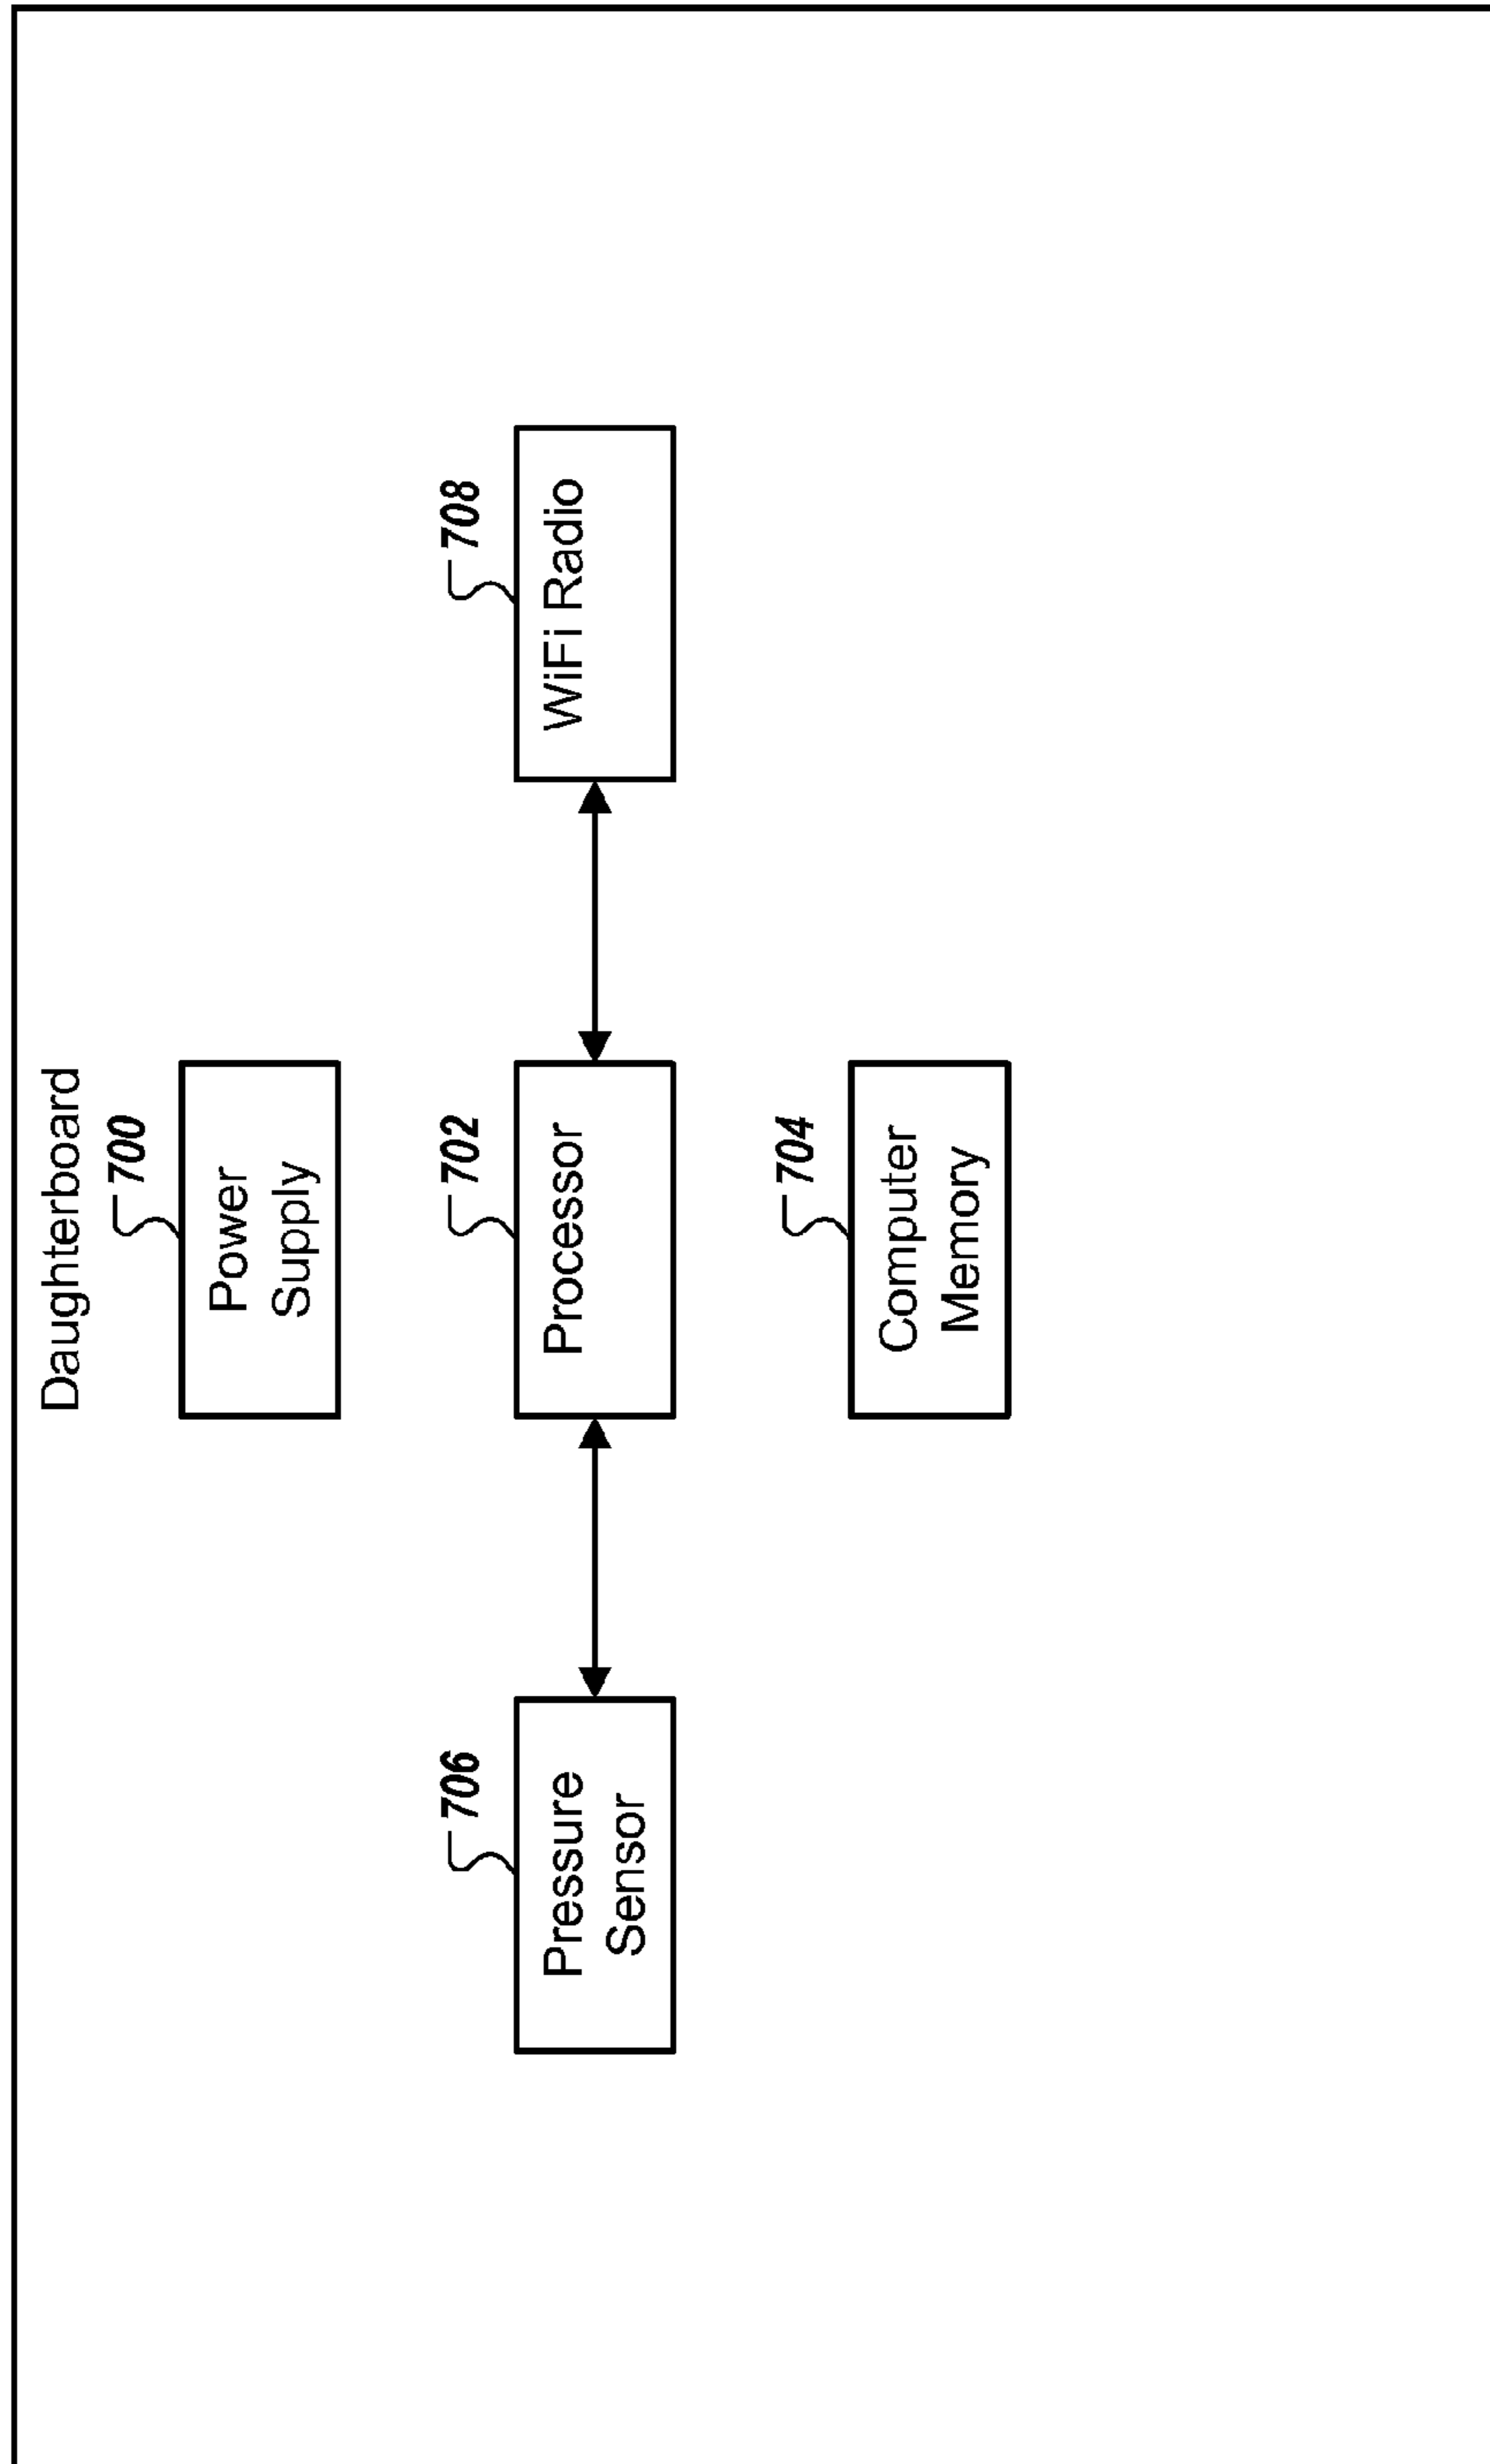 Daughterboard
700
Power
Supply
706
702
708
Pressure
Sensor
Processor
WiFi Radio
704
Computer
Memory